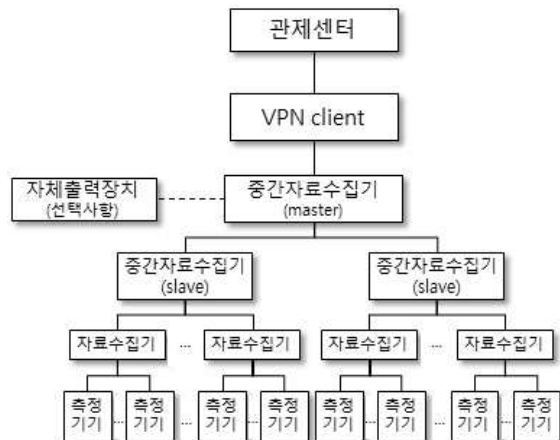 관제센터
VPN client
자체출력장치
(선택사항)
중간자료수집기
(master)
중간자료수집기
(slave)
중간자료수집기
(slave)
자료수집기 ... 자료수집기 자료수집기 ... 자료수집기
측정 측정 측정 측정 측정 측정 측정 측정
기기 ... 기기 ... 기기 ... 기기 기기 ... 기기 ... 기기 ... 기기